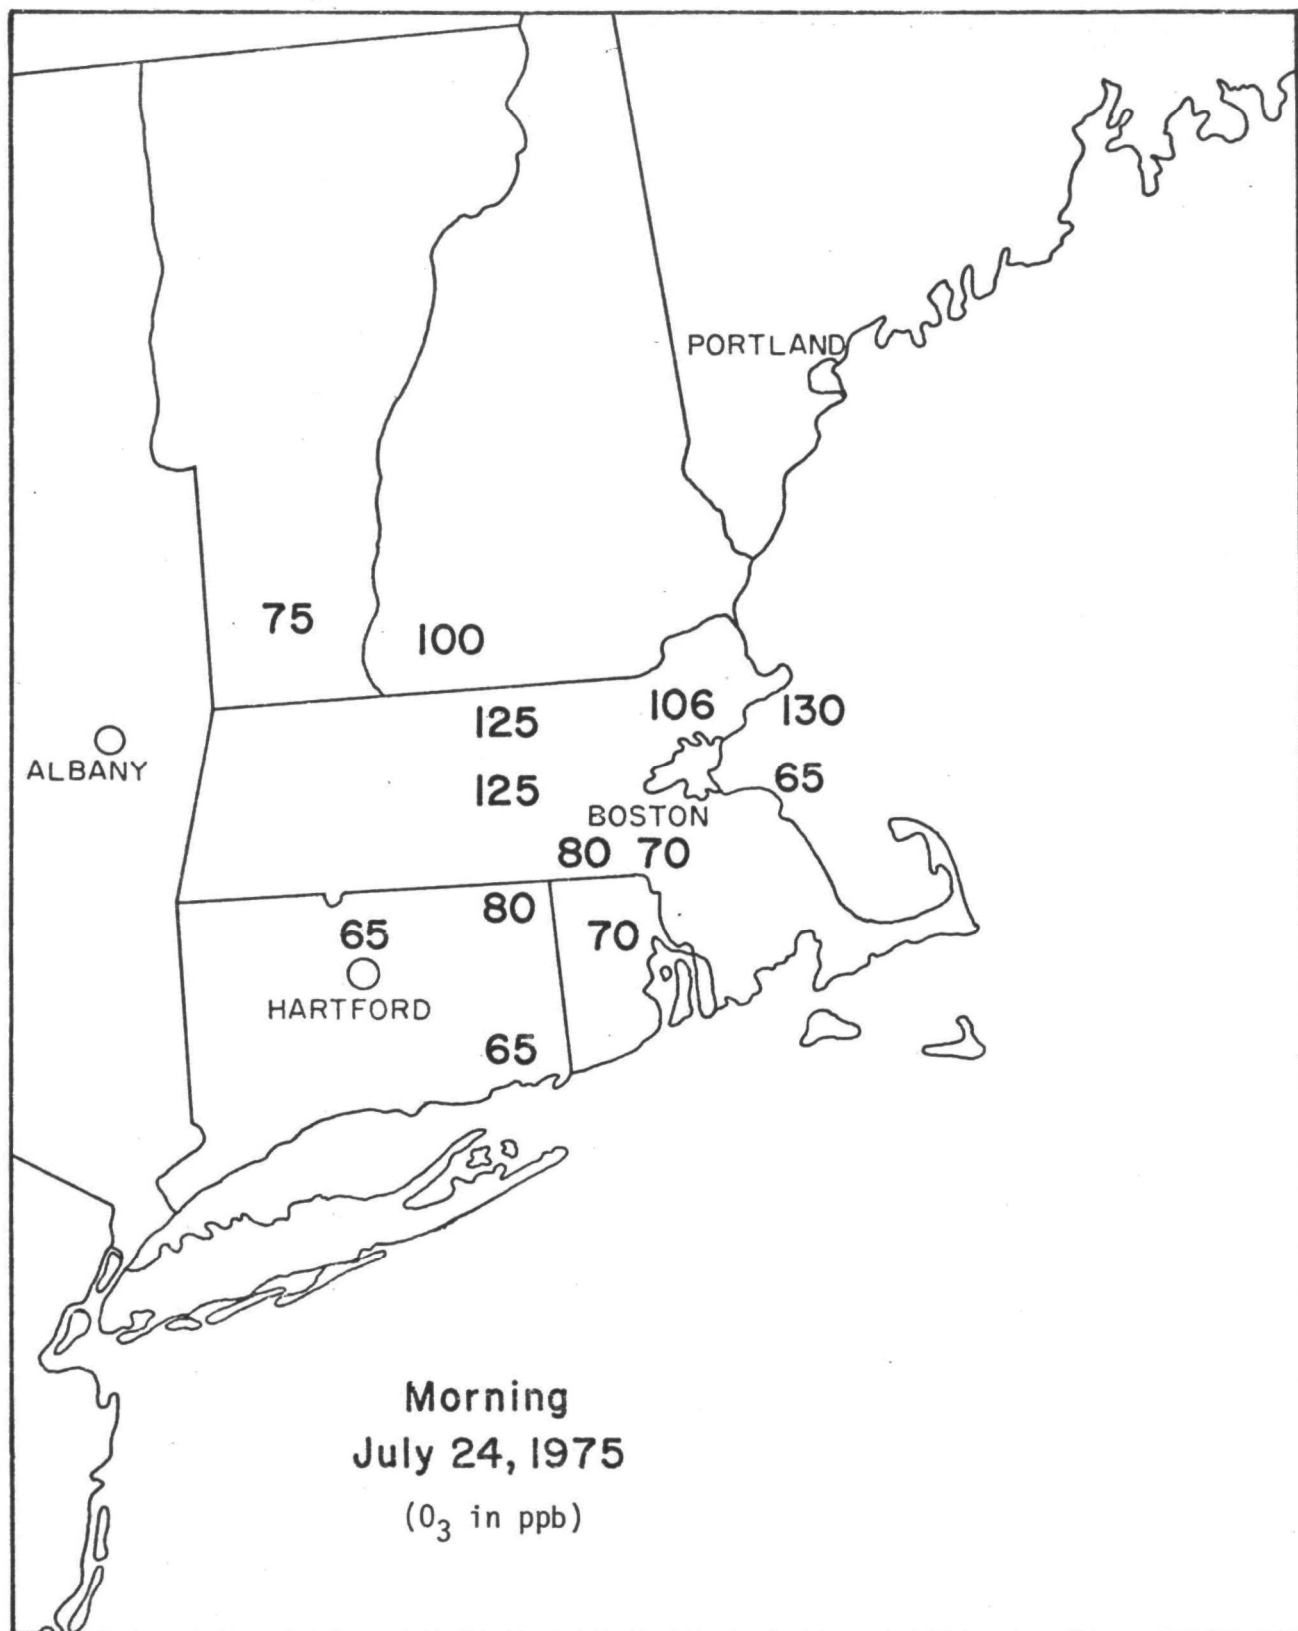 PORTLAND
75
100
106
130
125
ALBANY
125
65
BOSTON
80 70
80
65
70
HARTFORD
65
Morning
July 24, 1975
(O₃ in ppb)